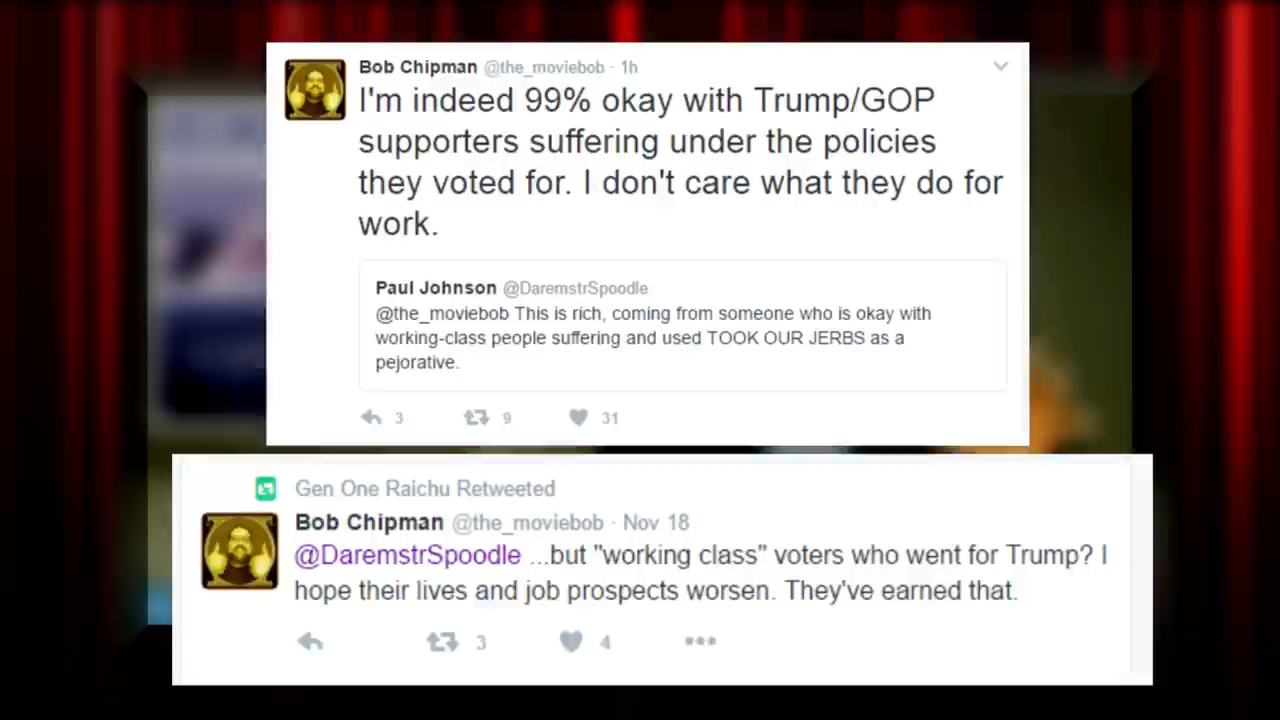 Bob Chipman @the_moviebob · 1h
I'm indeed 99% okay with Trump/GOP
supporters suffering under the policies
they voted for. I don't care what they do for
work.
Paul Johnson @DaremstrSpoodle
@the_moviebob This is rich, coming from someone who is okay with
working-class people suffering and used TOOK OUR JERBS as a
pejorative.
3 9 31
Gen One Raichu Retweeted
Bob Chipman @the_moviebob · Nov 18
@DaremstrSpoodle ...but "working class" voters who went for Trump? I
hope their lives and job prospects worsen. They've earned that.
3 4